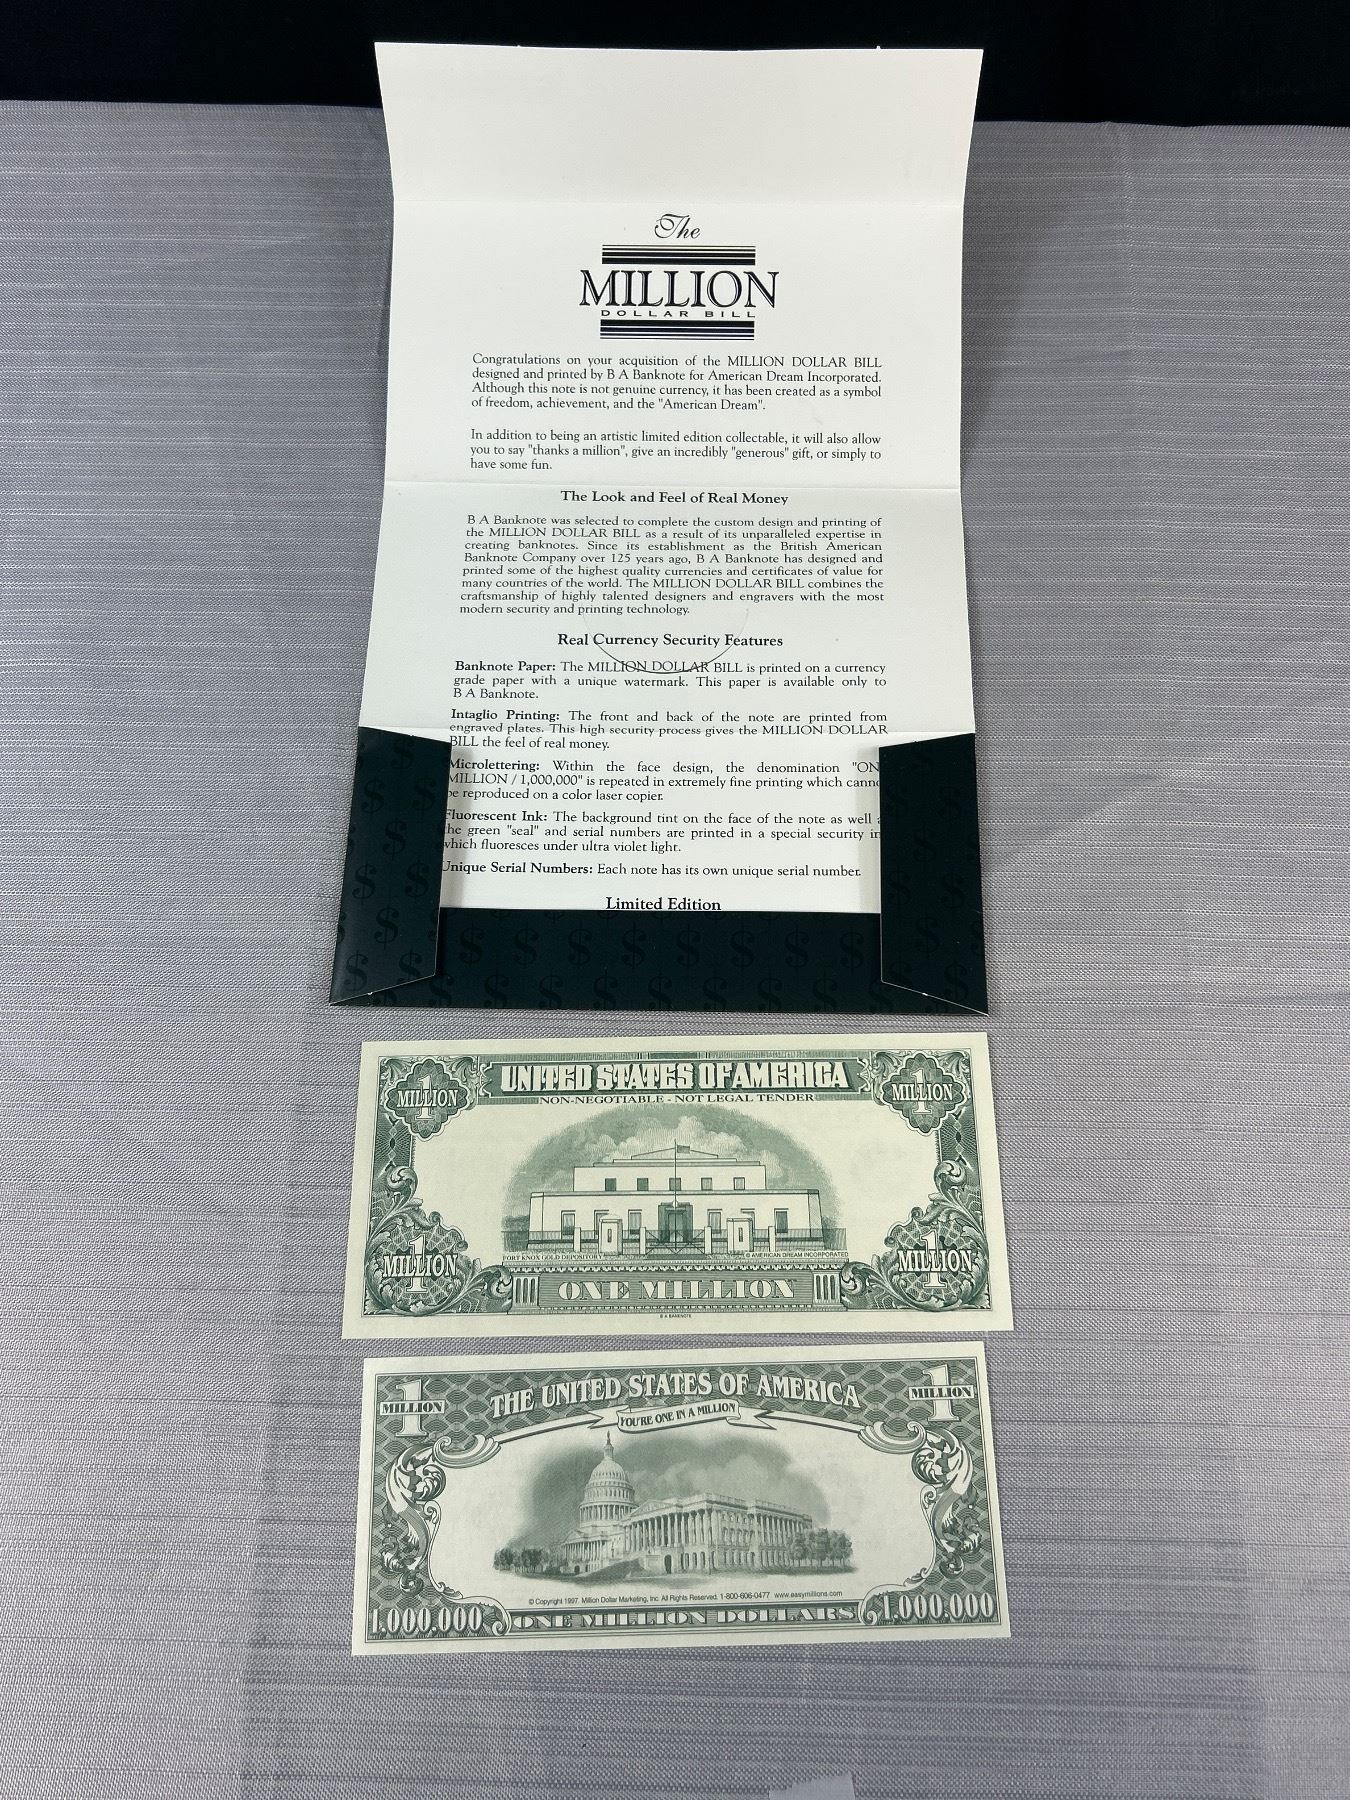 The
MILLION
DOLLAR BILL
Congratulations on your acquisition of the MILLION DOLLAR BILL
designed and printed by B A Banknote for American Dream Incorporated.
Although this note is not genuine currency, it has been created as a symbol
of freedom, achievement, and the "American Dream".
In addition to being an artistic limited edition collectable, it will also allow
you to say "thanks a million", give an incredibly "generous" gift, or simply to
have some fun.
The Look and Feel of Real Money
B A Banknote was selected to complete the custom design and printing of
the MILLION DOLLAR BILL as a result of its unparalleled expertise in
creating banknotes. Since its establishment as the British American
Banknote Company over 125 years ago, B A Banknote has designed and
printed some of the highest quality currencies and certificates of value for
many countries of the world. The MILLION DOLLAR BILL combines the
craftsmanship of highly talented designers and engravers with the most
modern security and printing technology.
Real Currency Security Features
Banknote Paper: The MILLION DOLLAR BILL is printed on a currency
grade paper with a unique watermark. This paper is available only to
B A Banknote.
Intaglio Printing: The front and back of the note are printed from
engraved plates. This high security process gives the MILLION DOLLAR
BILL the feel of real money.
Microlettering: Within the face design, the denomination "ON
MILLION / 1,000,000" is repeated in extremely fine printing which canno
be reproduced on a color laser copier.
Fluorescent Ink: The background tint on the face of the note as well a
the green "seal" and serial numbers are printed in a special security in
which fluoresces under ultra violet light.
Unique Serial Numbers: Each note has its own unique serial number.
Limited Edition
1 MILLION UNITED STATES OF AMERICA 1 MILLION
NON-NEGOTIABLE - NOT LEGAL TENDER
1 MILLION 1 MILLION
FORT KNOX GOLD DEPOSITORY © AMERICAN DREAM INCORPORATED
ONE MILLION
B A BANKNOTE
1 MILLION THE UNITED STATES OF AMERICA 1 MILLION
YOU'RE ONE IN A MILLION
© Copyright 1997. Million Dollar Marketing, Inc. All Rights Reserved. 1-800-606-0477 www.easymillions.com
1,000,000 ONE MILLION DOLLARS 1,000,000